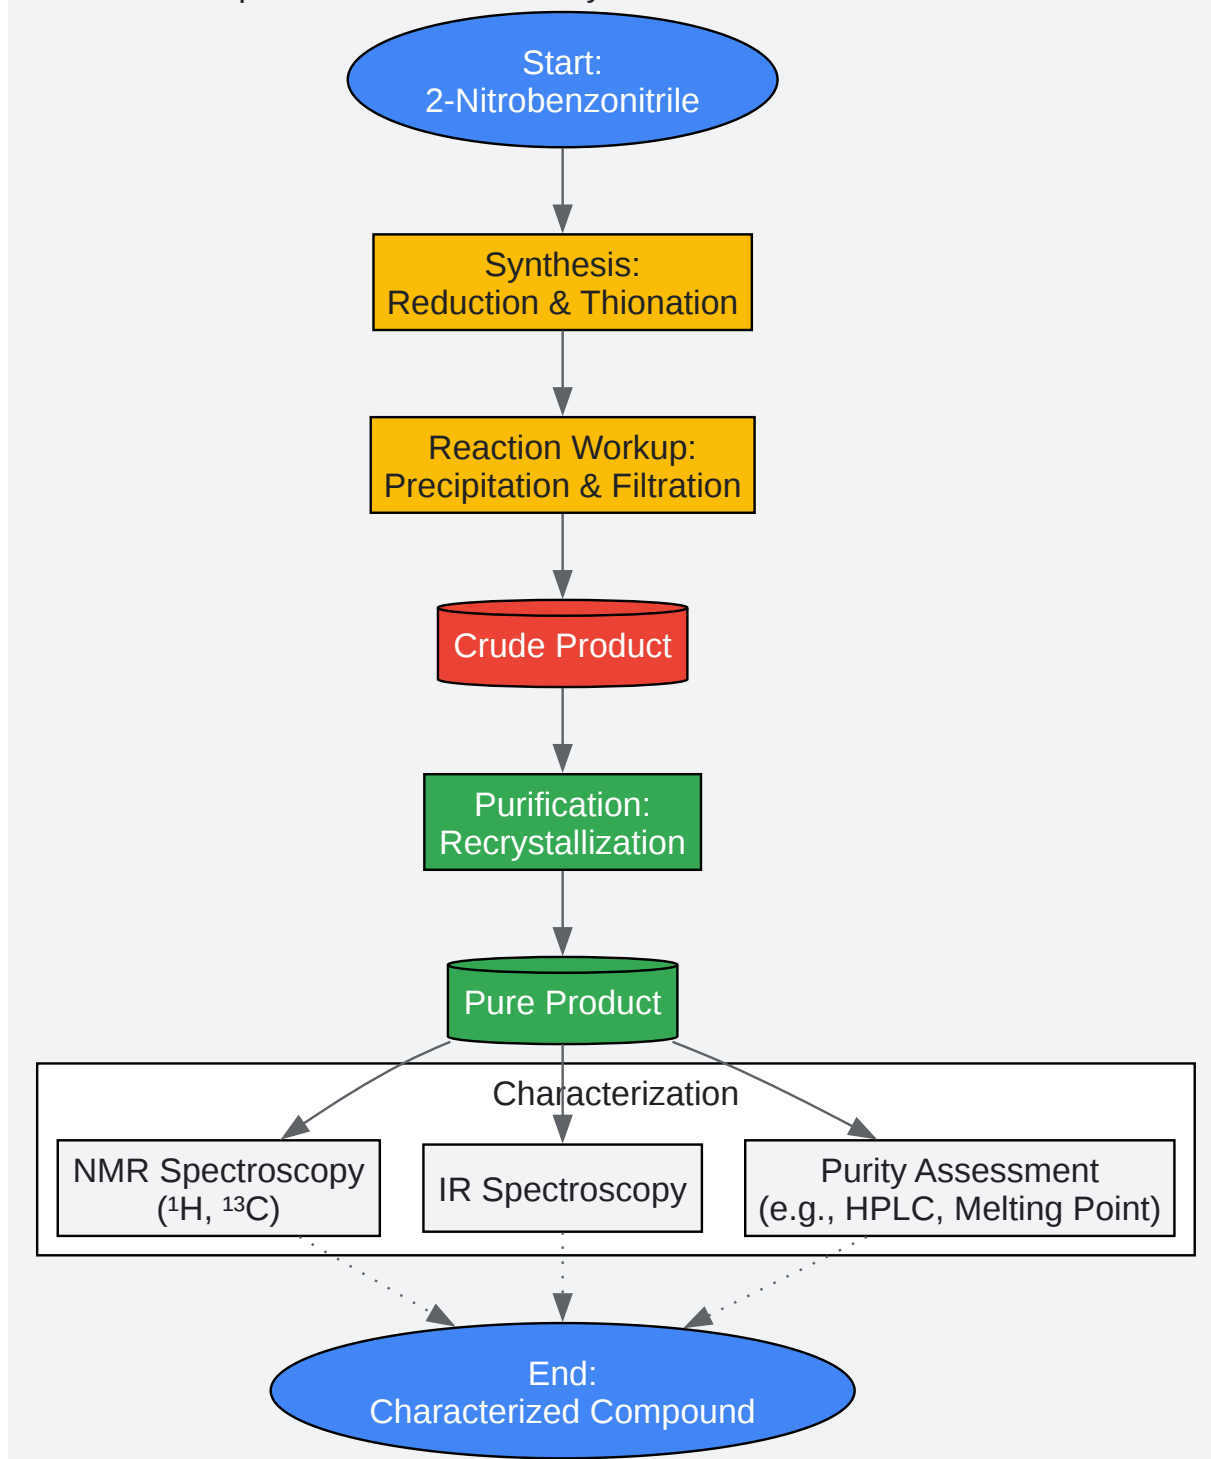 Start:
2-Nitrobenzonitrile
Synthesis:
Reduction & Thionation
Reaction Workup:
Precipitation & Filtration
Crude Product
Purification:
Recrystallization
Pure Product
Characterization
NMR Spectroscopy
(¹H, ¹³C)
IR Spectroscopy
Purity Assessment
(e.g., HPLC, Melting Point)
End:
Characterized Compound